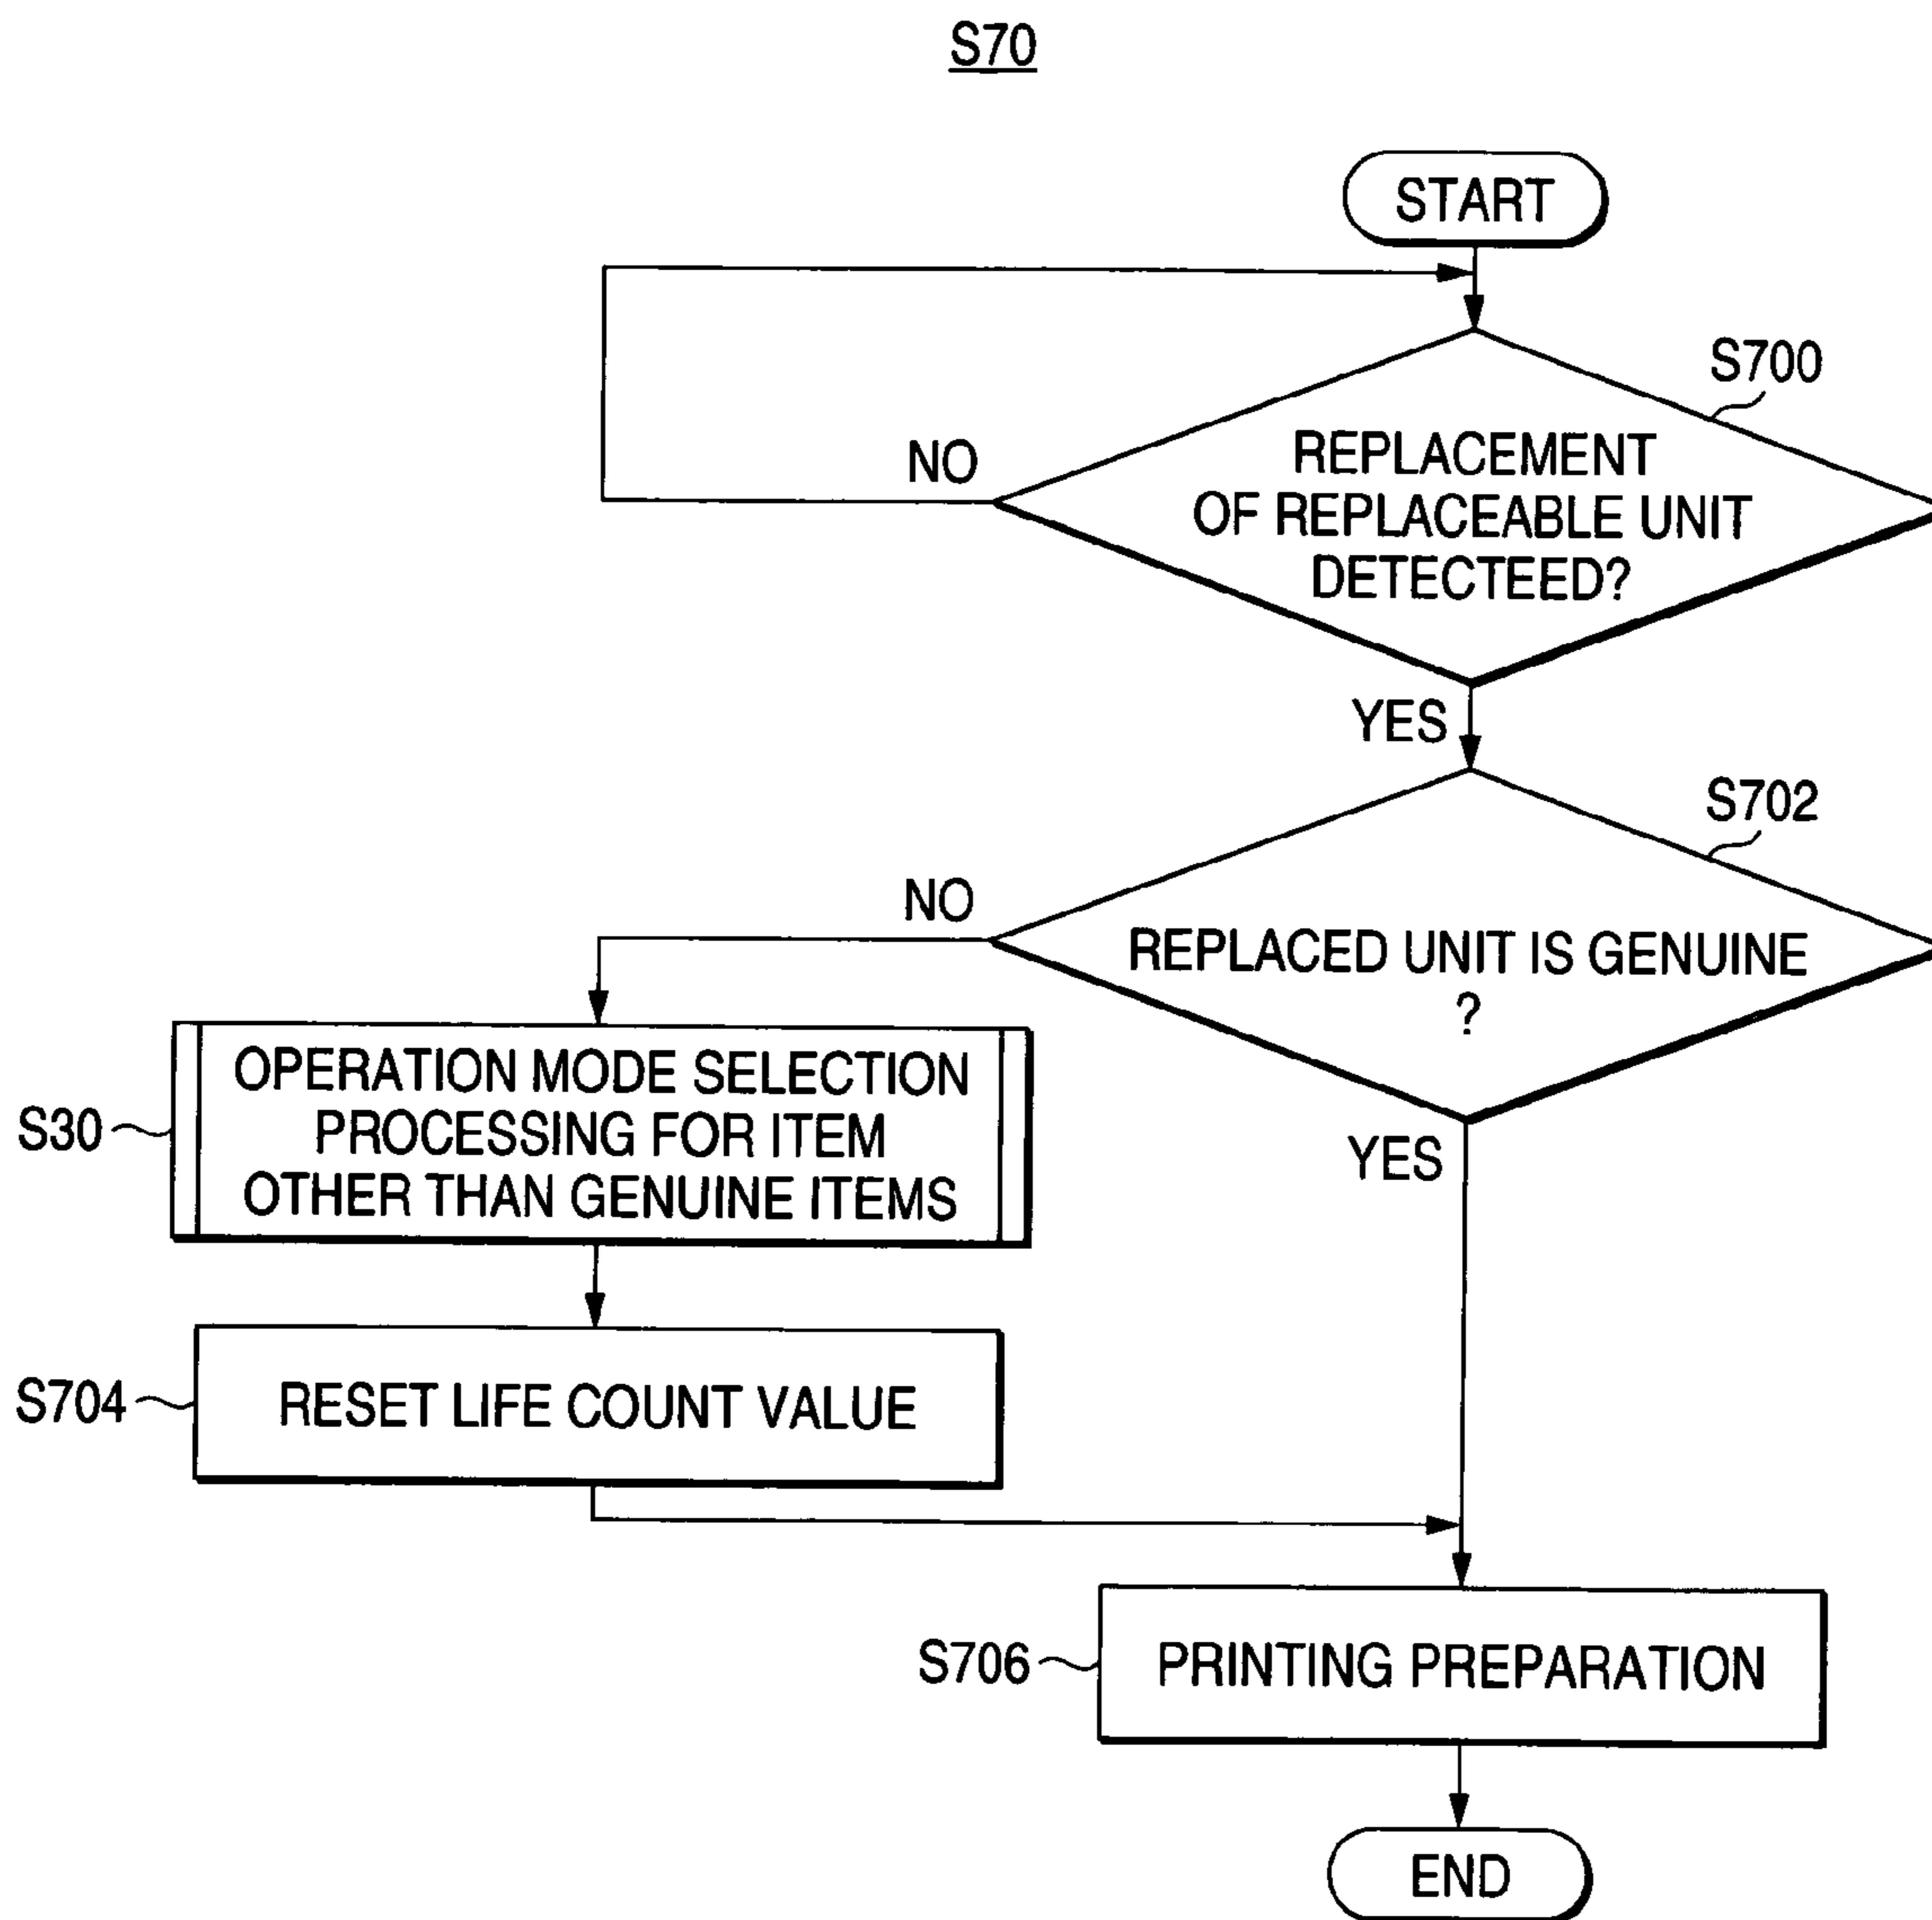 S70
START
S700
REPLACEMENT
OF REPLACEABLE UNIT
DETECTEED?
NO
YES
S702
REPLACED UNIT IS GENUINE
?
NO
YES
S30
OPERATION MODE SELECTION
PROCESSING FOR ITEM
OTHER THAN GENUINE ITEMS
S704
RESET LIFE COUNT VALUE
S706
PRINTING PREPARATION
END